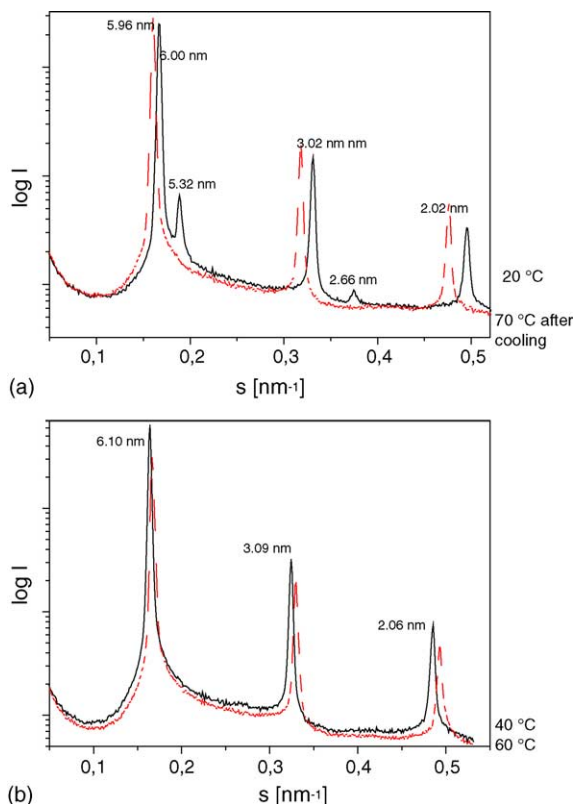 5.96 nm
6.00 nm
5.32 nm
3.02 nm nm
2.66 nm
2.02 nm
20 °C
70 °C after
cooling
log I
0,1 0,2 0,3 0,4 0,5
(a)
s [nm-1]
6.10 nm
3.09 nm
2.06 nm
40 °C
60 °C
log I
0,1 0,2 0,3 0,4 0,5
(b)
s [nm-1]